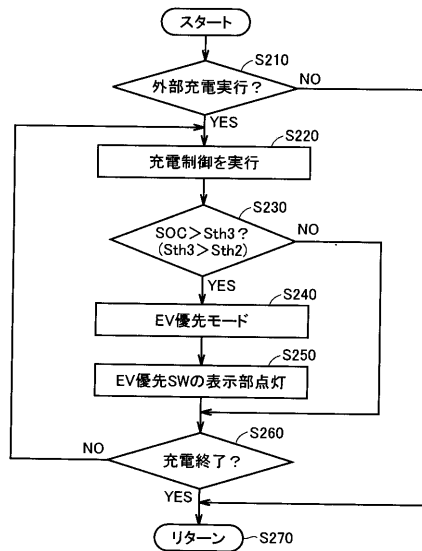 スタート
S210
外部充電実行？
NO
YES
S220
充電制御を実行
S230
SOC>Sth3？
(Sth3>Sth2)
NO
YES
S240
EV優先モード
S250
EV優先SWの表示部点灯
S260
充電終了？
NO
YES
リターン
S270